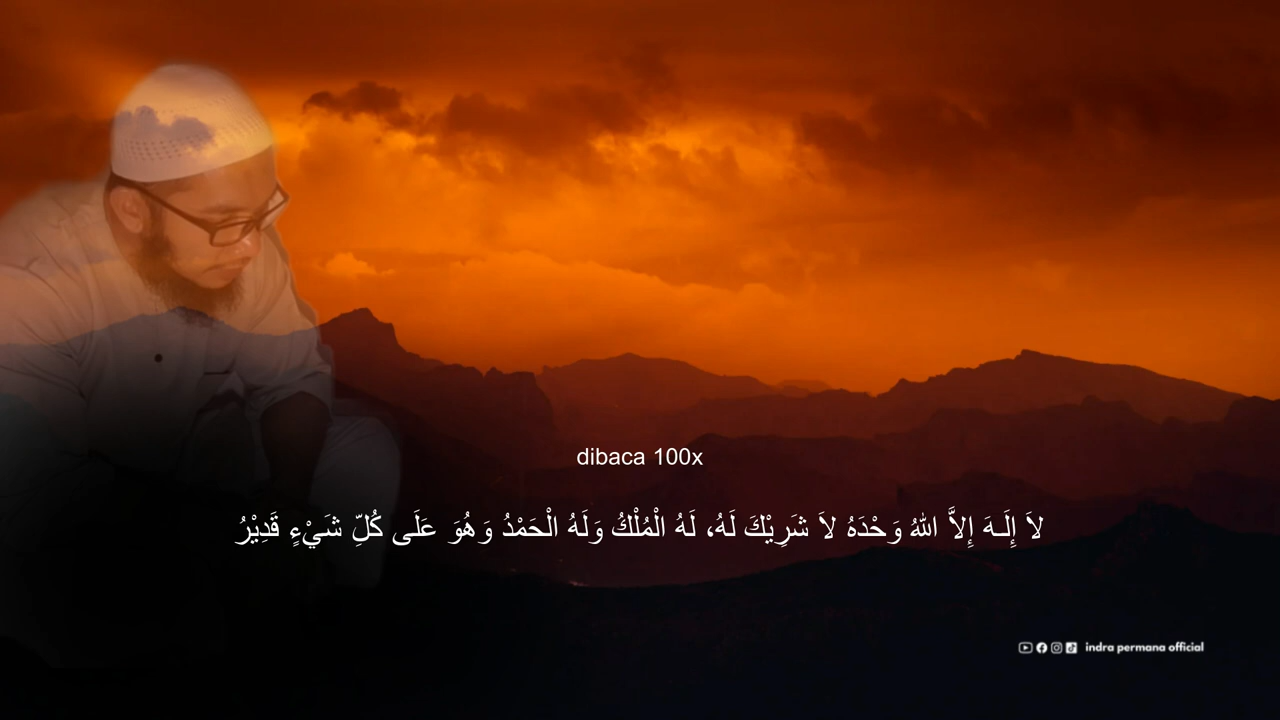 dibaca 100x
لاَ إِلَـهَ إِلاَّ اللهُ وَحْدَهُ لاَ شَرِيْكَ لَهُ، لَهُ الْمُلْكُ وَلَهُ الْحَمْدُ وَهُوَ عَلَى كُلِّ شَيْءٍ قَدِيْرُ
indra permana official